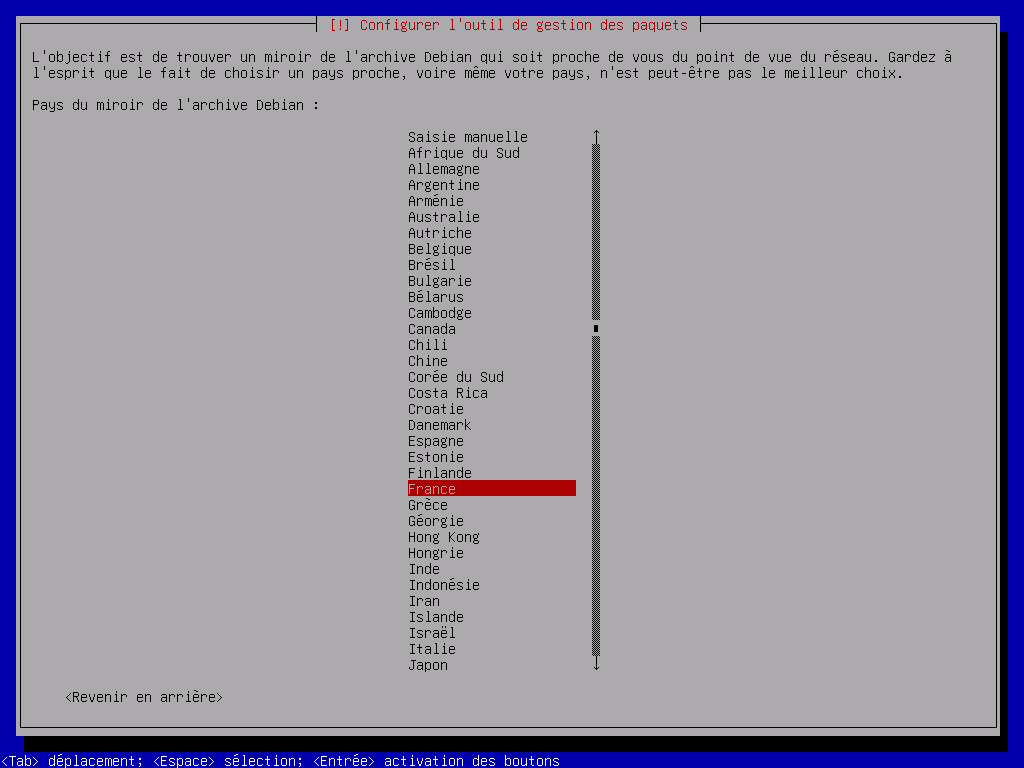 [!] Configurer l'outil de gestion des paquets
L'objectif est de trouver un miroir de l'archive Debian qui soit proche de vous du point de vue du réseau. Gardez à
l'esprit que le fait de choisir un pays proche, voire même votre pays, n'est peut-être pas le meilleur choix.
Pays du miroir de l'archive Debian :
Saisie manuelle
Afrique du Sud
Allemagne
Argentine
Arménie
Australie
Autriche
Belgique
Brésil
Bulgarie
Bélarus
Cambodge
Canada
Chili
Chine
Corée du Sud
Costa Rica
Croatie
Danemark
Espagne
Estonie
Finlande
France
Grèce
Géorgie
Hong Kong
Hongrie
Inde
Indonésie
Iran
Islande
Israël
Italie
Japon
<Revenir en arrière>
<Tab> déplacement; <Espace> sélection; <Entrée> activation des boutons